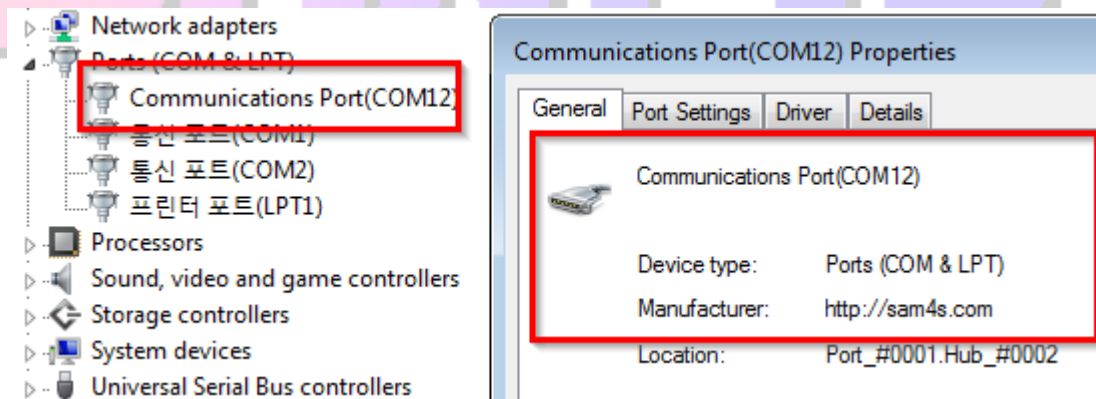 Network adapters
Ports (COM & LPT)
Communications Port(COM12)
통신 포트(COM1)
통신 포트(COM2)
프린터 포트(LPT1)
Processors
Sound, video and game controllers
Storage controllers
System devices
Universal Serial Bus controllers
Communications Port(COM12) Properties
General Port Settings Driver Details
Communications Port(COM12)
Device type: Ports (COM & LPT)
Manufacturer: http://sam4s.com
Location: Port_#0001.Hub_#0002